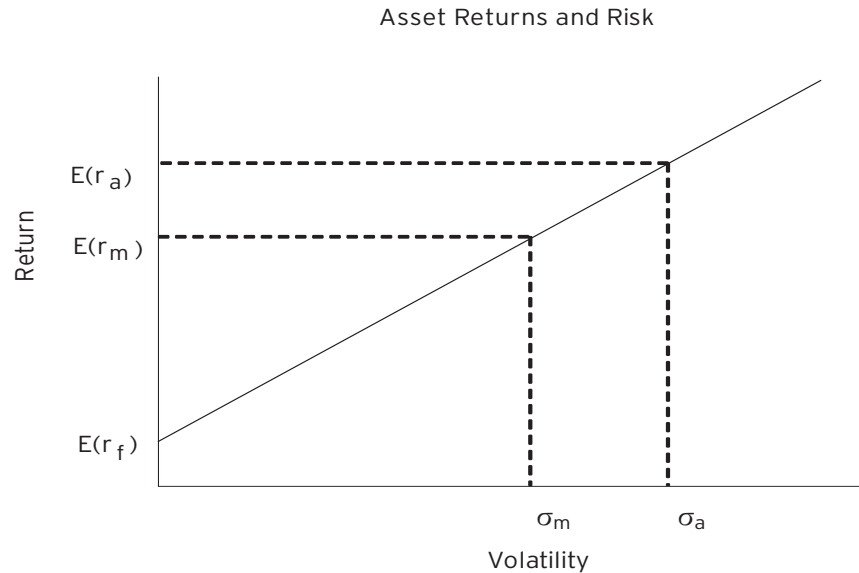 Asset Returns and Risk
E(r a)
E(r m)
Return
E(r f)
σm
σa
Volatility